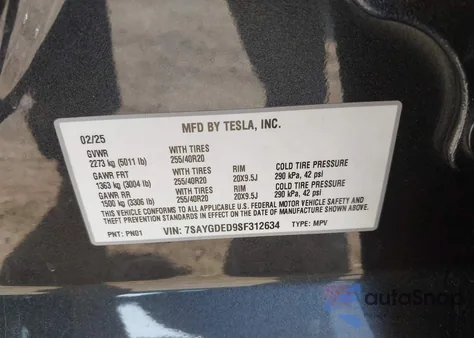 MFD BY TESLA, INC.
02/25
GVWR WITH TIRES
2273 kg (5011 lb) 255/40R20
GAWR FRT WITH TIRES RIM COLD TIRE PRESSURE
1363 kg (3004 lb) 255/40R20 20X9.5J 290 kPa, 42 psi
GAWR RR WITH TIRES RIM COLD TIRE PRESSURE
1500 kg (3306 lb) 255/40R20 20X9.5J 290 kPa, 42 psi
THIS VEHICLE CONFORMS TO ALL APPLICABLE U.S. FEDERAL MOTOR VEHICLE SAFETY
AND THEFT PREVENTION STANDARDS IN EFFECT ON THE DATE OF MANUFACTURE SHOWN ABOVE.
PNT: PN01 VIN: 7SAYGDED9SF312634 TYPE: MPV
autoSnap